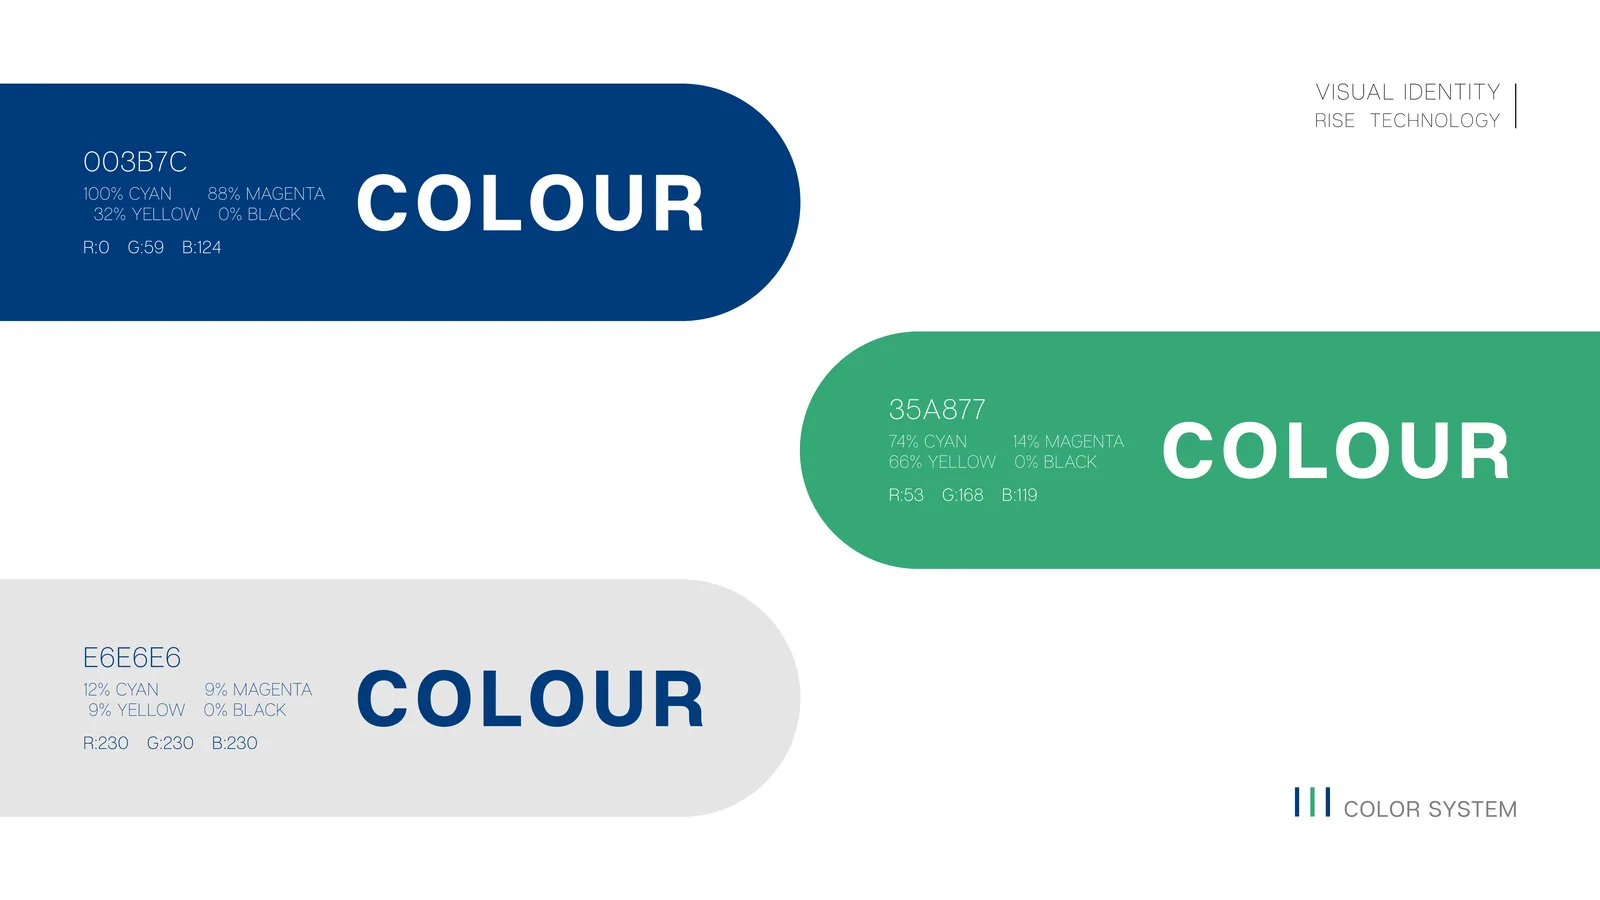 VISUAL IDENTITY
RISE TECHNOLOGY
003B7C
100% CYAN 88% MAGENTA
32% YELLOW 0% BLACK
R:0 G:59 B:124
COLOUR
35A877
74% CYAN 14% MAGENTA
66% YELLOW 0% BLACK
R:53 G:168 B:119
COLOUR
E6E6E6
12% CYAN 9% MAGENTA
9% YELLOW 0% BLACK
R:230 G:230 B:230
COLOUR
COLOR SYSTEM